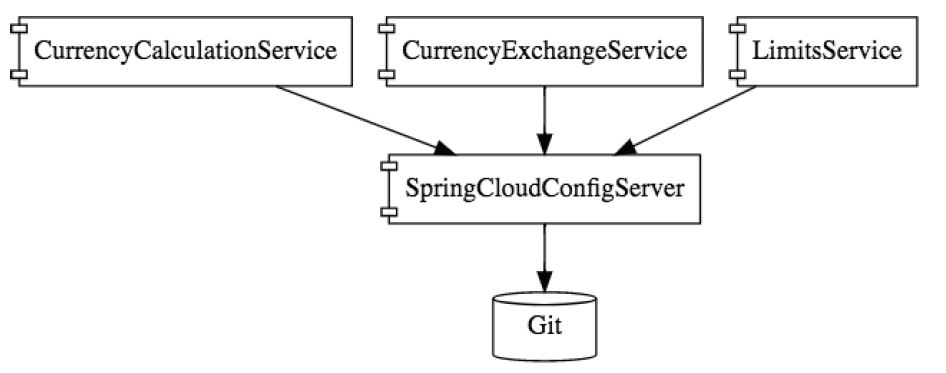 CurrencyCalculationService
CurrencyExchangeService
LimitsService
SpringCloudConfigServer
Git